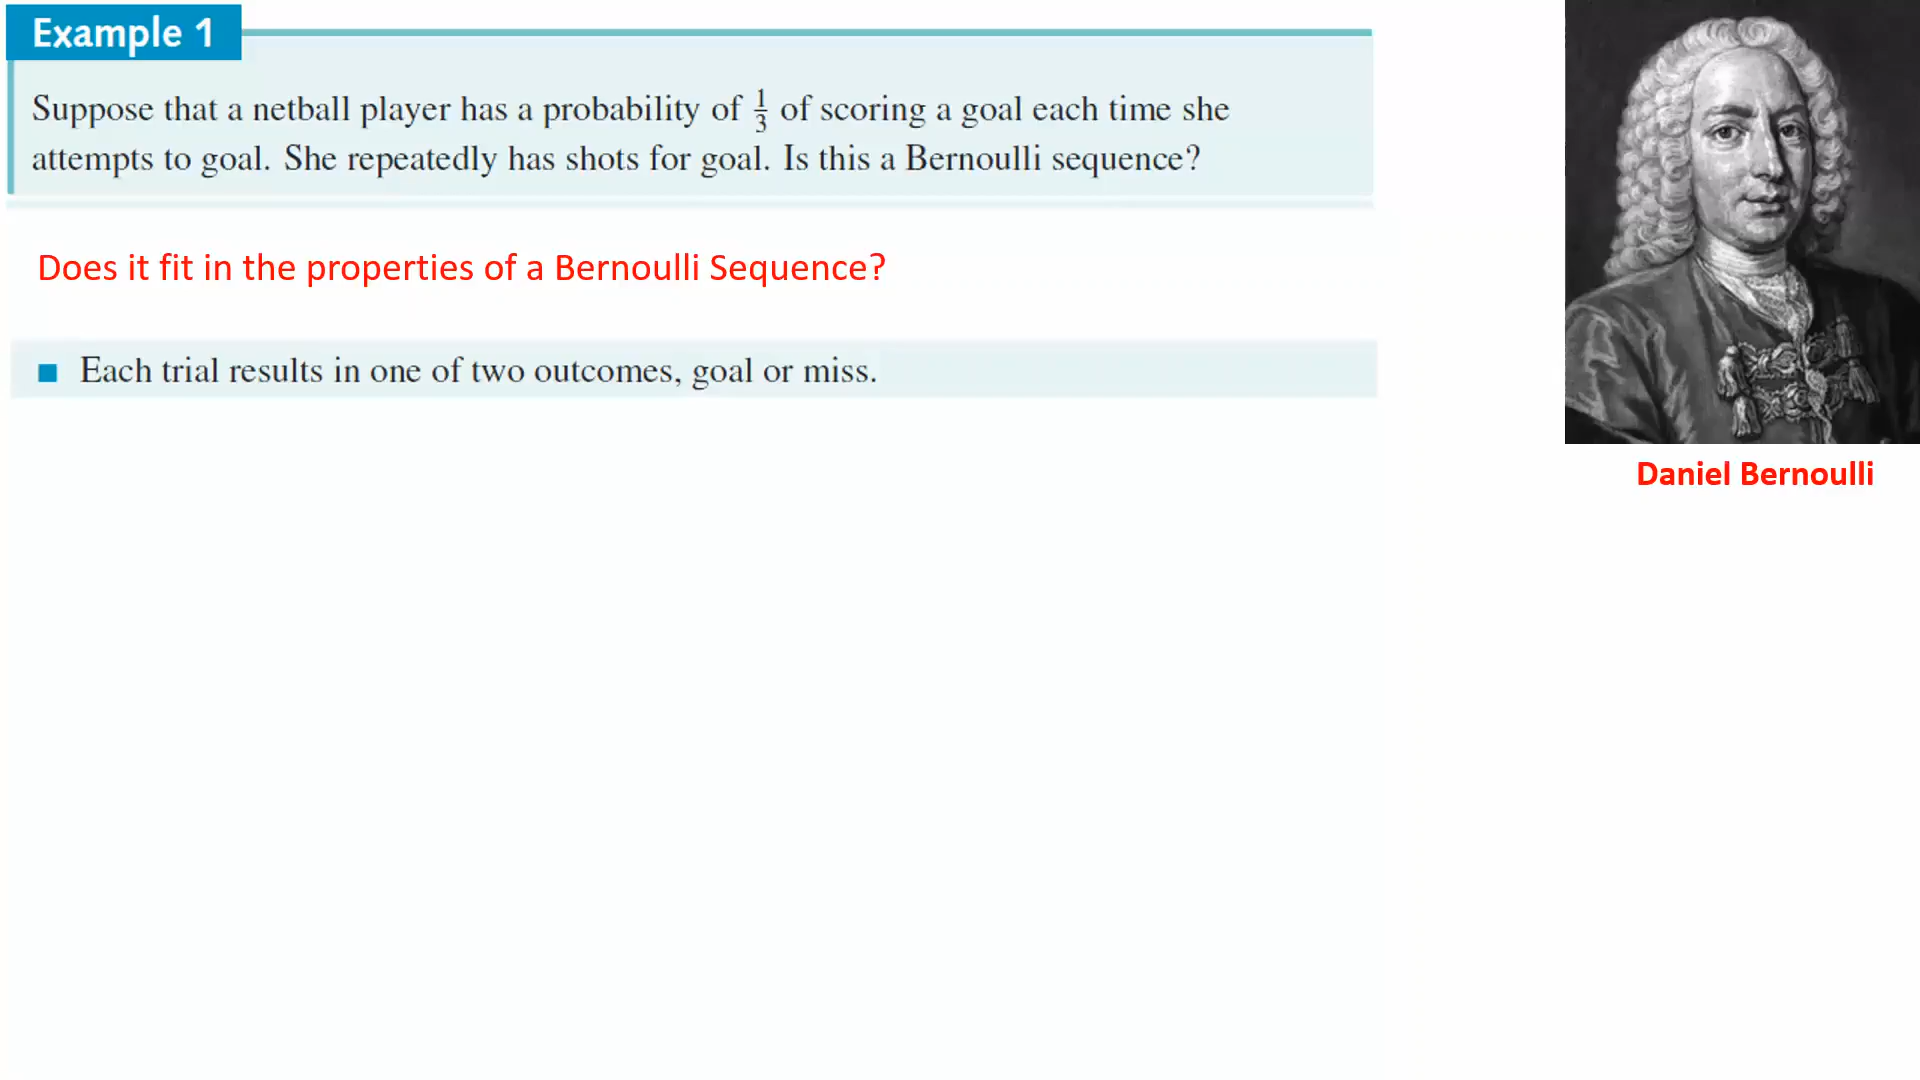 Example 1
Suppose that a netball player has a probability of 1/3 of scoring a goal each time she
attempts to goal. She repeatedly has shots for goal. Is this a Bernoulli sequence?
Does it fit in the properties of a Bernoulli Sequence?
■ Each trial results in one of two outcomes, goal or miss.
Daniel Bernoulli